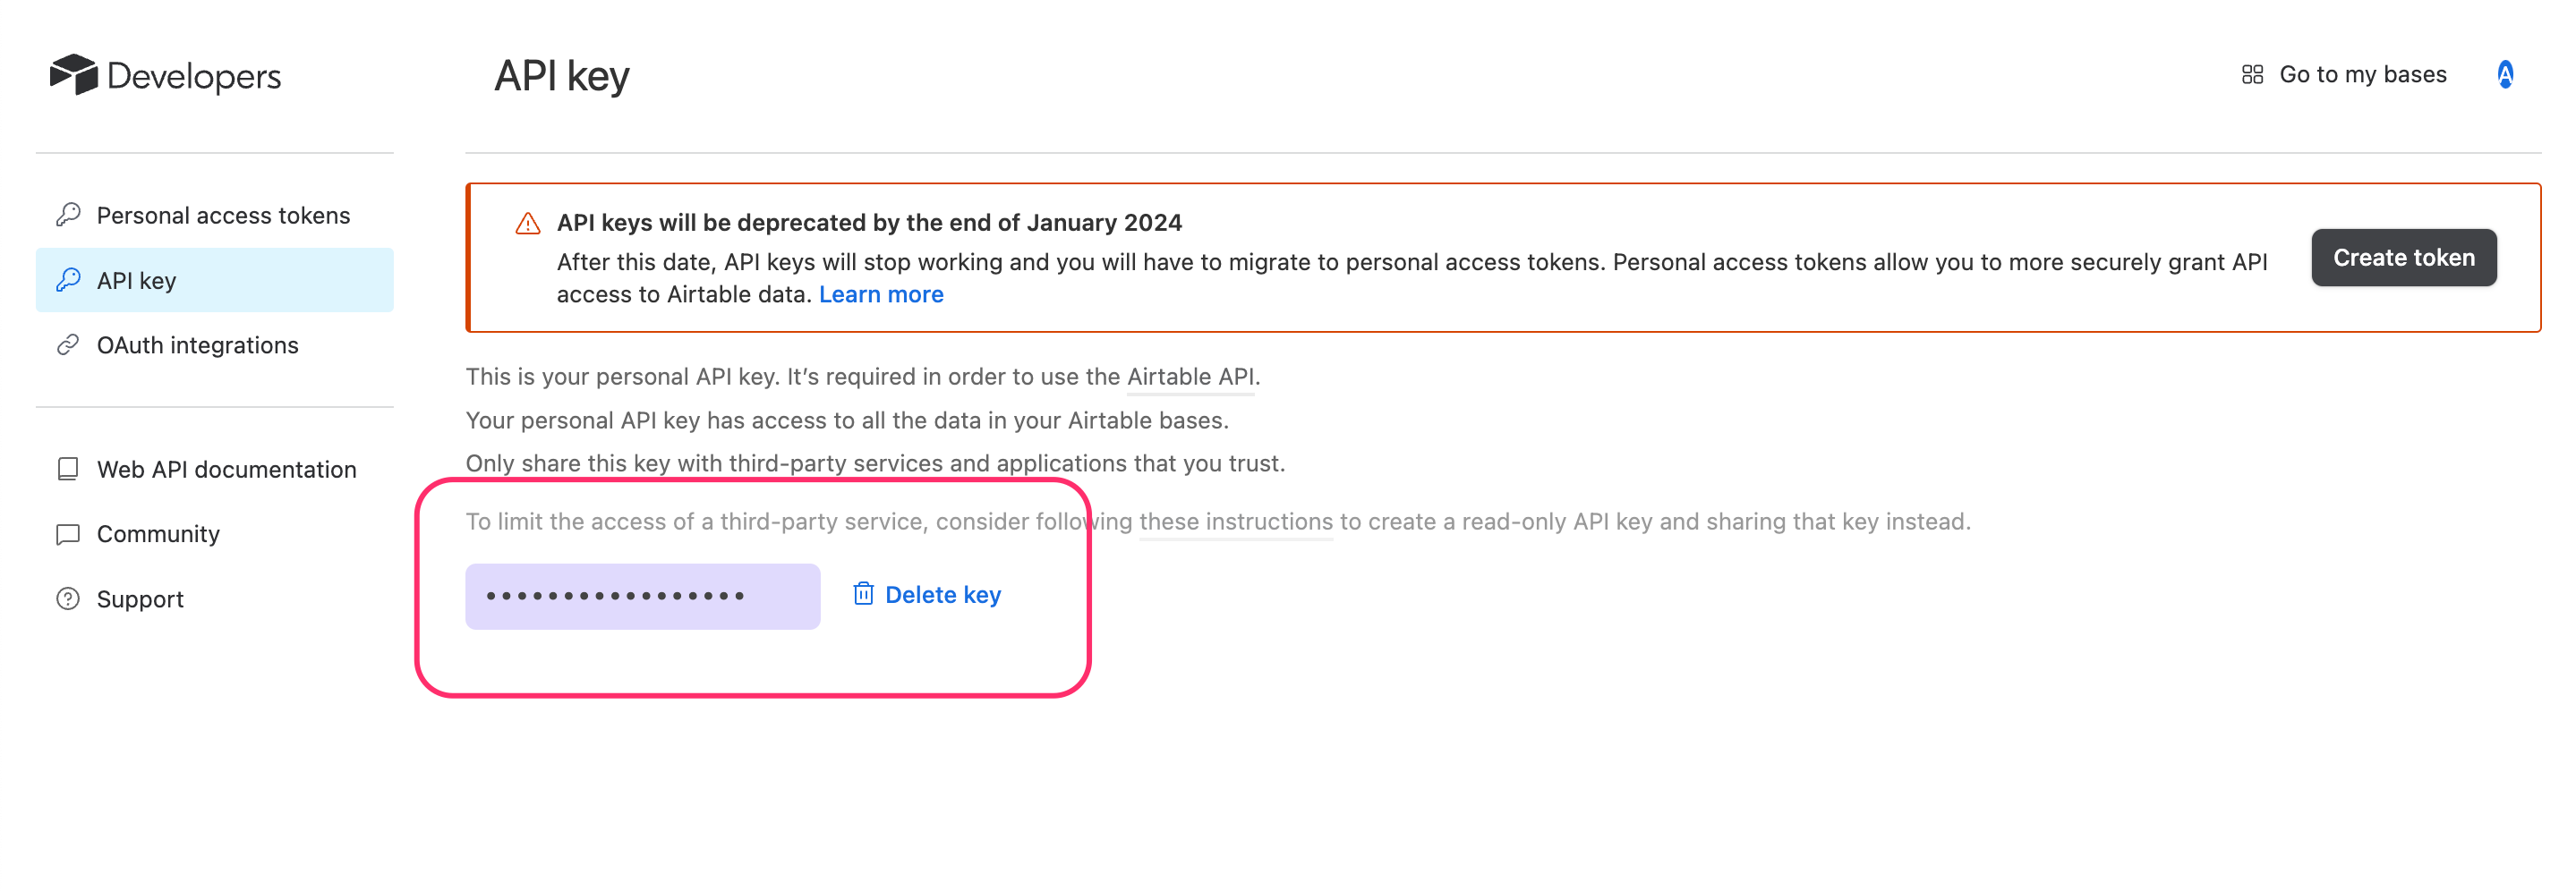 Developers
API key
Go to my bases
A
Personal access tokens
API key
OAuth integrations
Web API documentation
Community
Support
API keys will be deprecated by the end of January 2024
After this date, API keys will stop working and you will have to migrate to personal access tokens. Personal access tokens allow you to more securely grant API
access to Airtable data. Learn more
Create token
This is your personal API key. It’s required in order to use the Airtable API.
Your personal API key has access to all the data in your Airtable bases.
Only share this key with third-party services and applications that you trust.
To limit the access of a third-party service, consider following these instructions to create a read-only API key and sharing that key instead.
•••••••••••••••••
Delete key